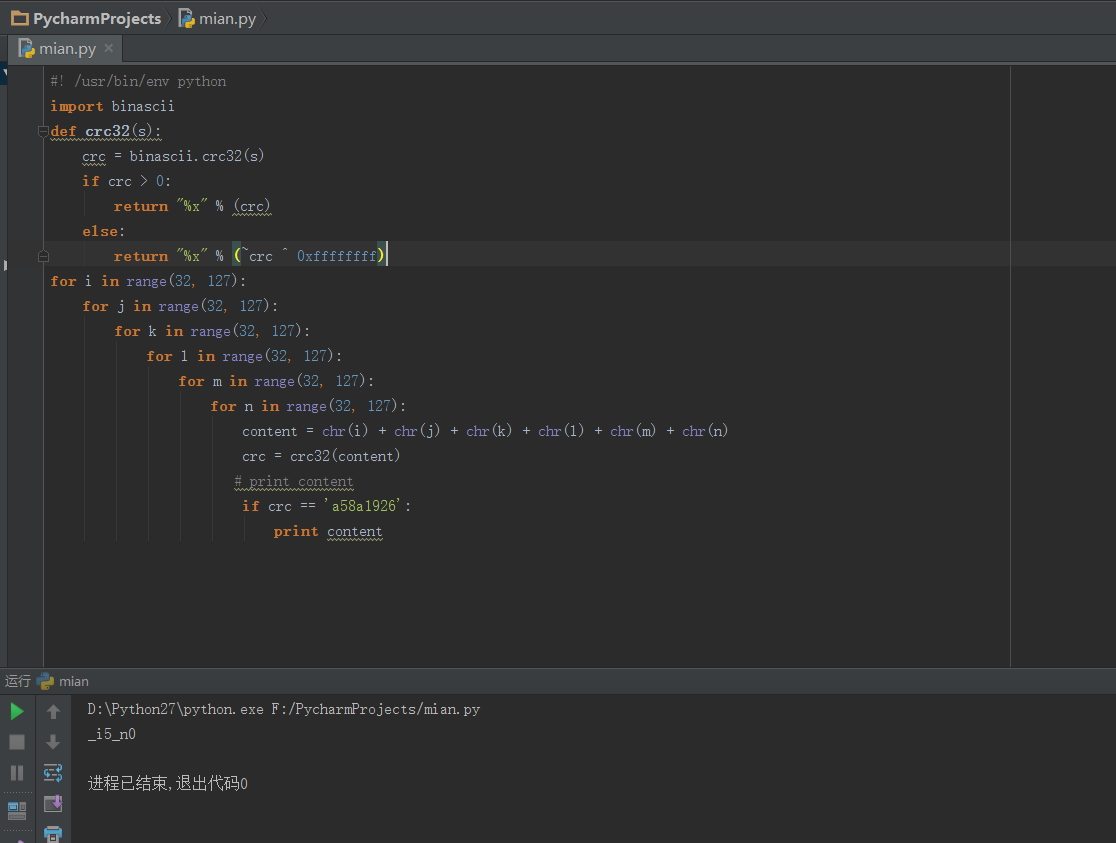 PycharmProjects mian.py
mian.py ×
#! /usr/bin/env python
import binascii
def crc32(s):
    crc = binascii.crc32(s)
    if crc > 0:
        return "%x" % (crc)
    else:
        return "%x" % (~crc ^ 0xffffffff)
for i in range(32, 127):
    for j in range(32, 127):
        for k in range(32, 127):
            for l in range(32, 127):
                for m in range(32, 127):
                    for n in range(32, 127):
                        content = chr(i) + chr(j) + chr(k) + chr(l) + chr(m) + chr(n)
                        crc = crc32(content)
                       # print content
                        if crc == 'a58a1926':
                            print content
运行 mian
D:\Python27\python.exe F:/PycharmProjects/mian.py
_i5_n0
进程已结束,退出代码0